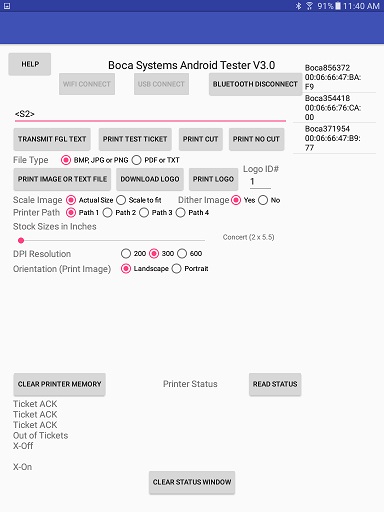 91% 11:40 AM
HELP
Boca Systems Android Tester V3.0
WIFI CONNECT
USB CONNECT
BLUETOOTH DISCONNECT
Boca856372
00:06:66:47:BA:
F9
Boca354418
00:06:66:76:CA:
00
Boca371954
00:06:66:47:B9:
77
<S2>
TRANSMIT FGL TEXT
PRINT TEST TICKET
PRINT CUT
PRINT NO CUT
File Type
BMP, JPG or PNG
PDF or TXT
Logo ID#
PRINT IMAGE OR TEXT FILE
DOWNLOAD LOGO
PRINT LOGO
1
Scale Image
Actual Size
Scale to fit
Dither Image
Yes
No
Printer Path
Path 1
Path 2
Path 3
Path 4
Stock Sizes in Inches
Concert (2 x 5.5)
DPI Resolution
200
300
600
Orientation (Print Image)
Landscape
Portrait
CLEAR PRINTER MEMORY
Printer Status
READ STATUS
Ticket ACK
Ticket ACK
Ticket ACK
Out of Tickets
X-Off
X-On
CLEAR STATUS WINDOW